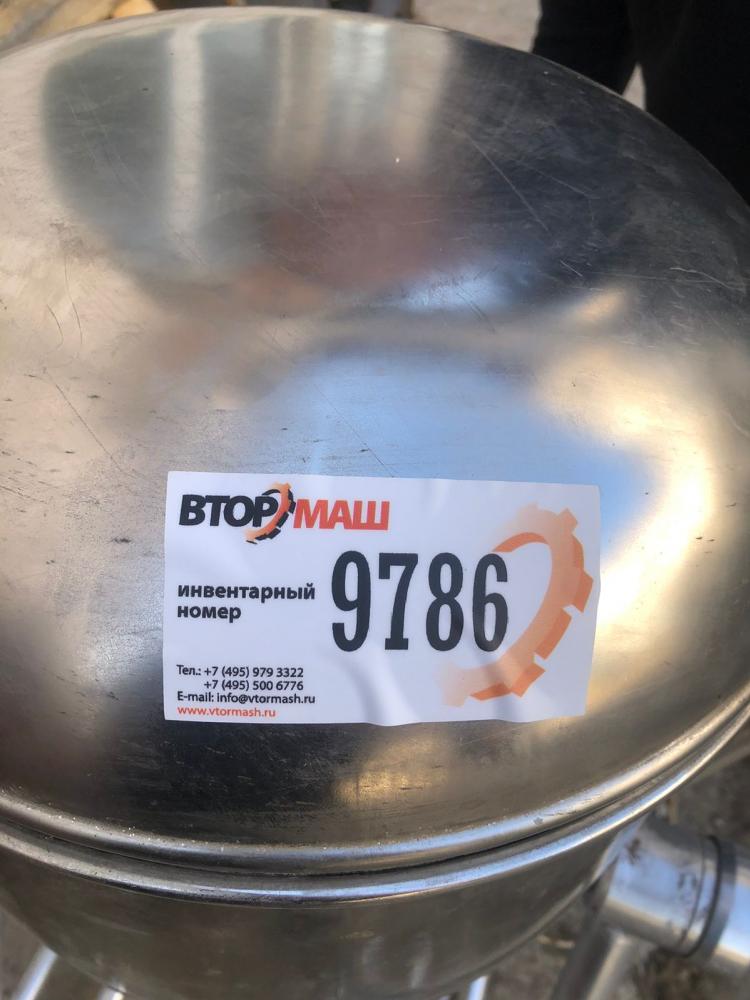 ВТОРМАШ
инвентарный
номер
9786
Тел.: +7 (495) 979 3322
+7 (495) 500 6776
E-mail: info@vtormash.ru
www.vtormash.ru